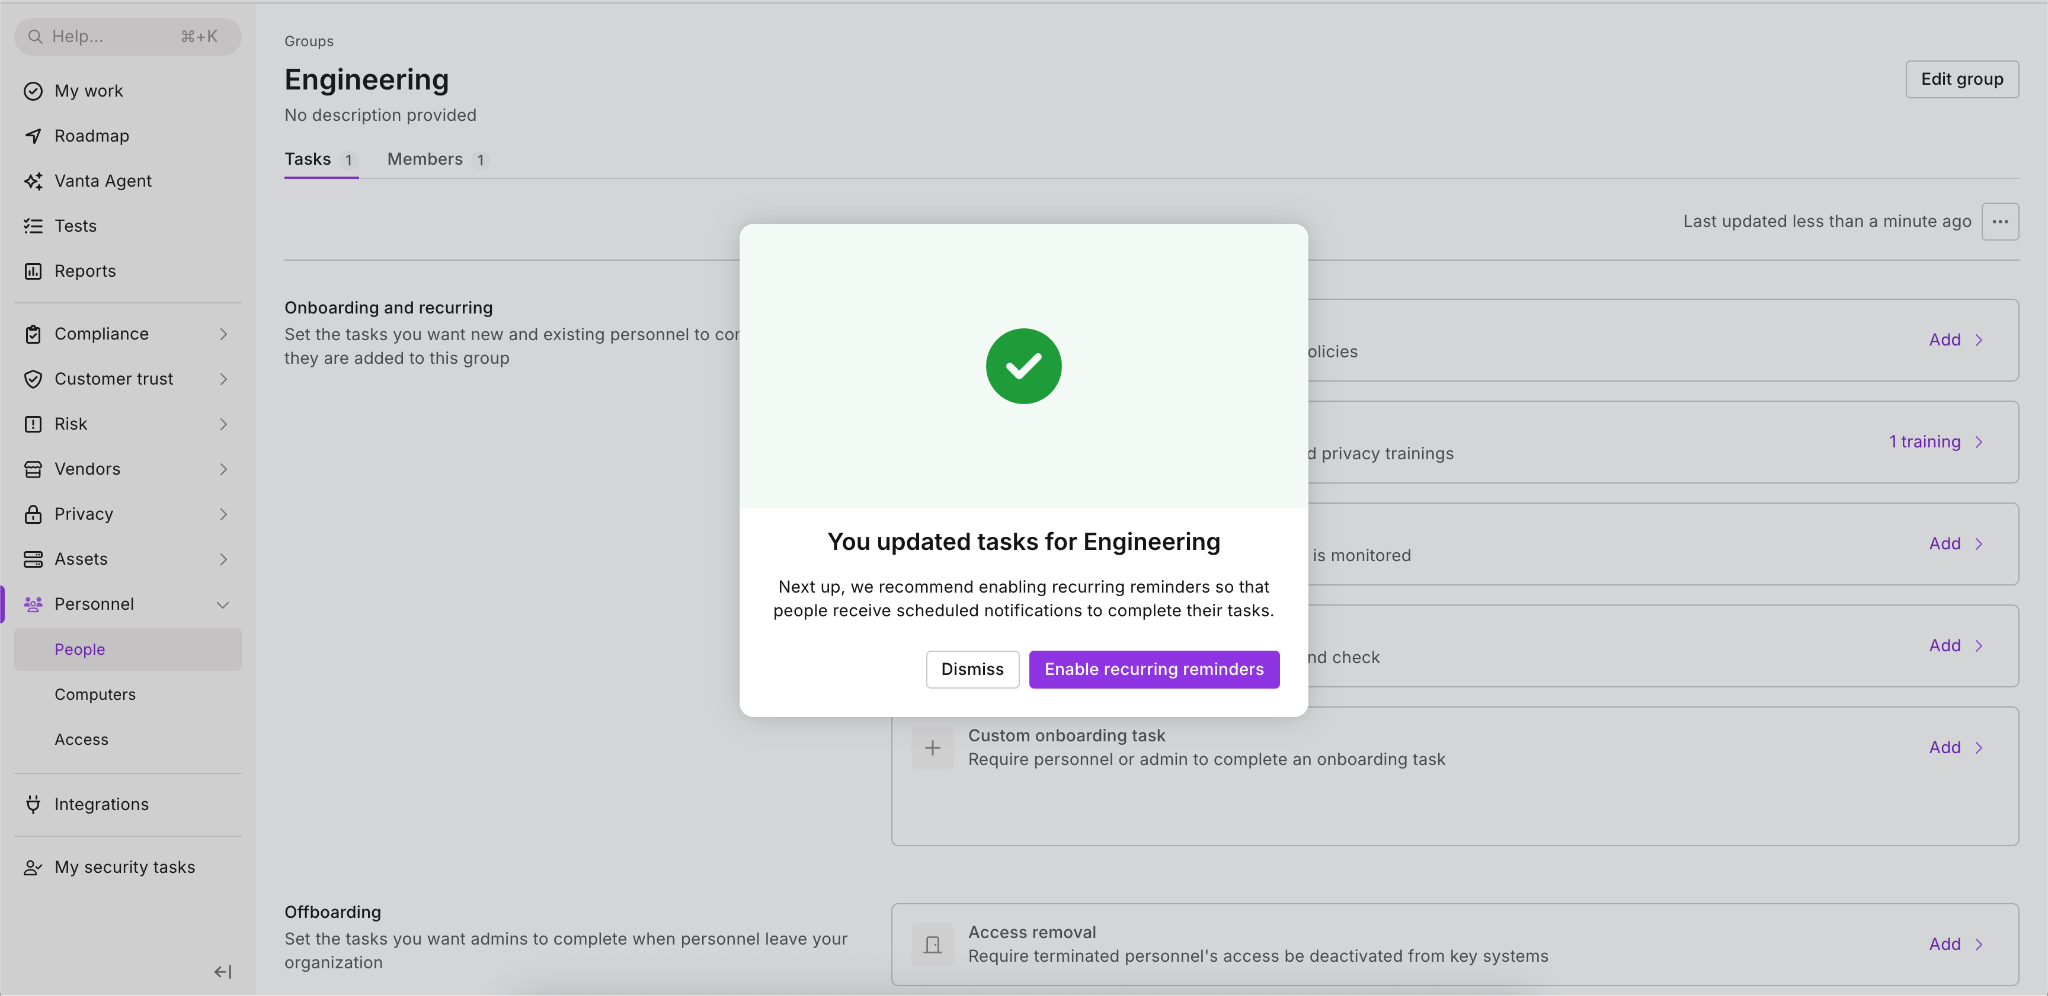 Help...
⌘+K
My work
Roadmap
Vanta Agent
Tests
Reports
Compliance
Customer trust
Risk
Vendors
Privacy
Assets
Personnel
People
Computers
Access
Integrations
My security tasks
Groups
Engineering
No description provided
Edit group
Tasks 1
Members 1
Last updated less than a minute ago
Onboarding and recurring
Set the tasks you want new and existing personnel to
they are added to this group
olicies
Add
d privacy trainings
1 training
is monitored
Add
nd check
Add
You updated tasks for Engineering
Next up, we recommend enabling recurring reminders so that
people receive scheduled notifications to complete their tasks.
Dismiss
Enable recurring reminders
Custom onboarding task
Require personnel or admin to complete an onboarding task
Add
Offboarding
Set the tasks you want admins to complete when personnel leave your
organization
Access removal
Require terminated personnel's access be deactivated from key systems
Add